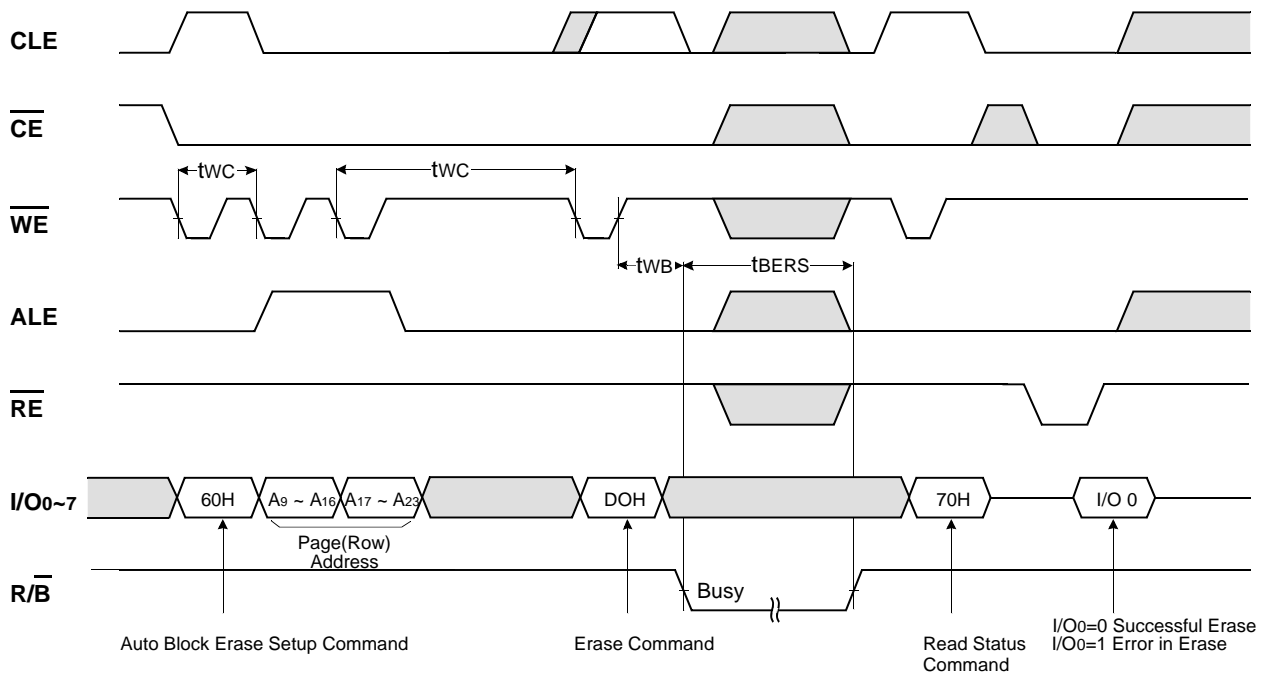 CLE
CE
tWC
tWC
WE
tWB
tBERS
ALE
RE
I/O0~7
60H
A9 ~ A16
A17 ~ A23
DOH
70H
I/O 0
Page(Row)
Address
R/B
Busy
Auto Block Erase Setup Command
Erase Command
Read Status
Command
I/O0=0 Successful Erase
I/O0=1 Error in Erase